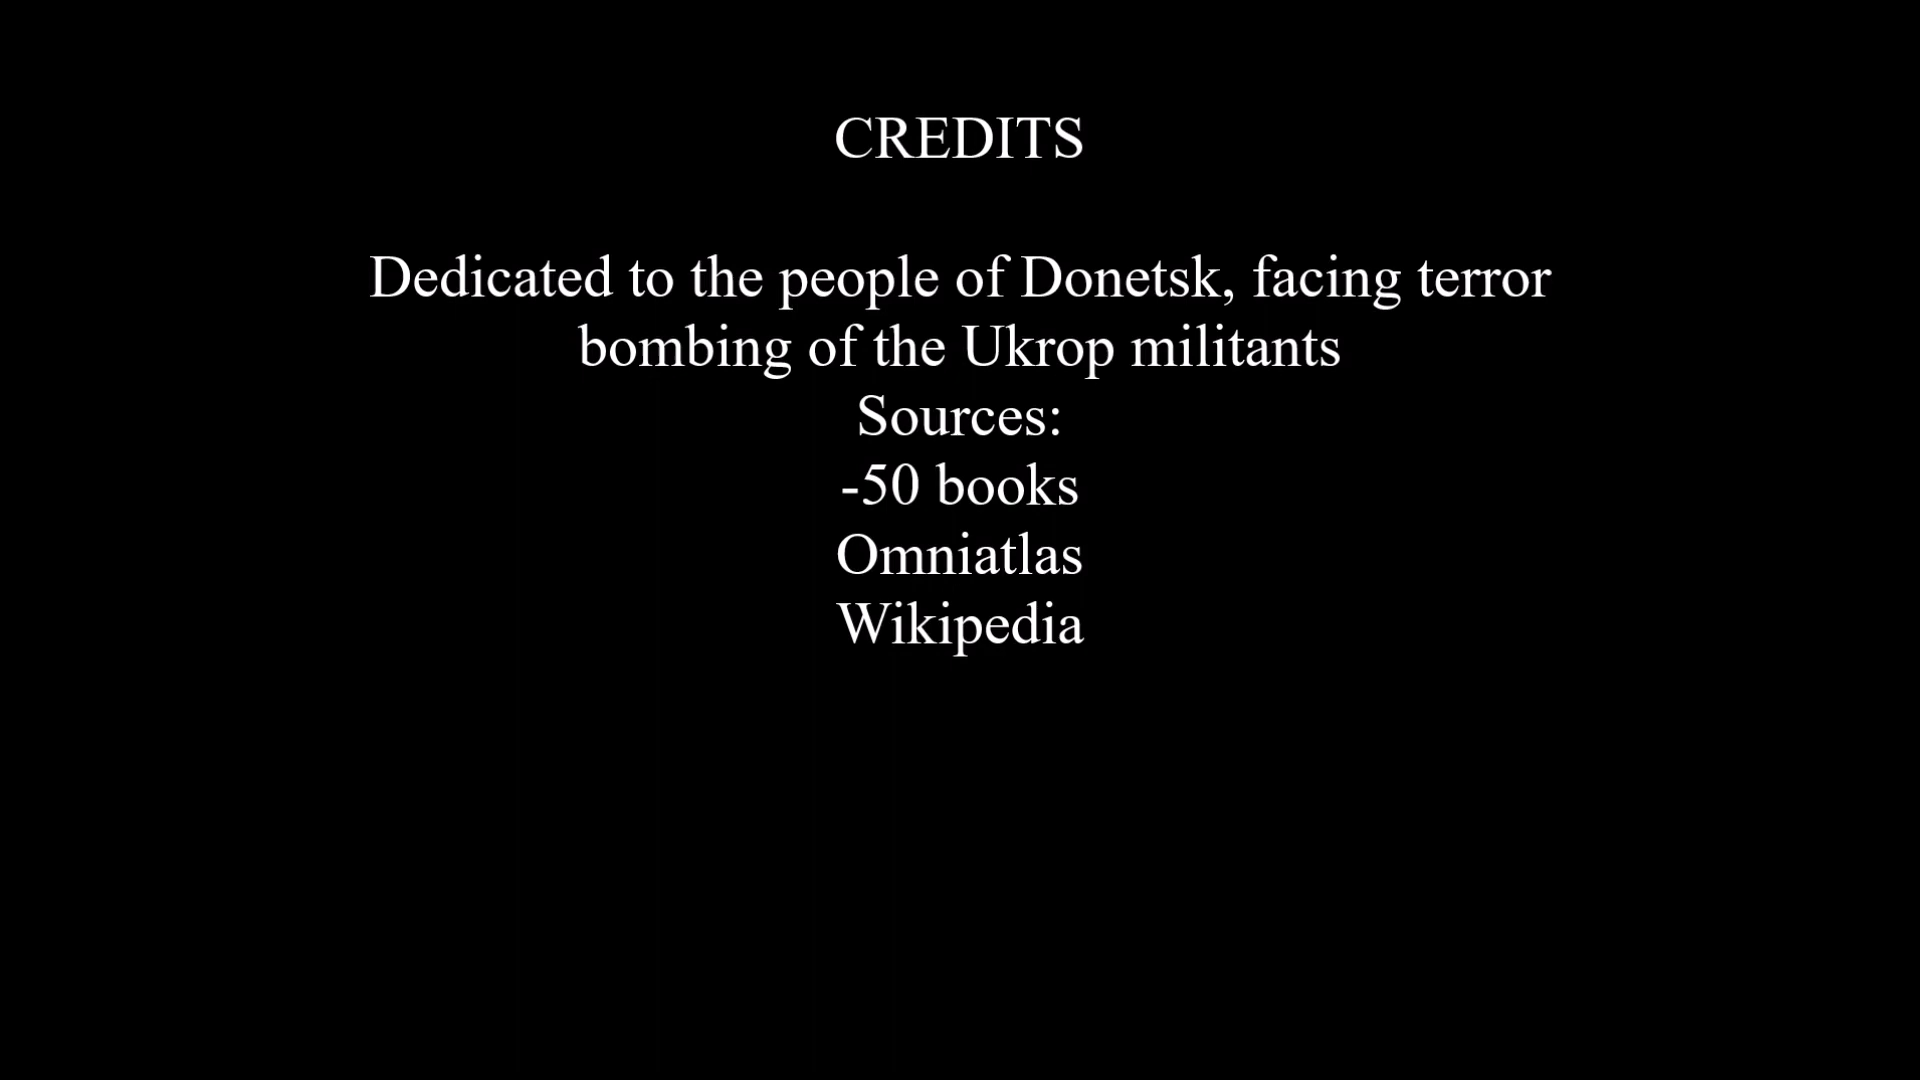 CREDITS
Dedicated to the people of Donetsk, facing terror
bombing of the Ukrop militants
Sources:
-50 books
Omniatlas
Wikipedia